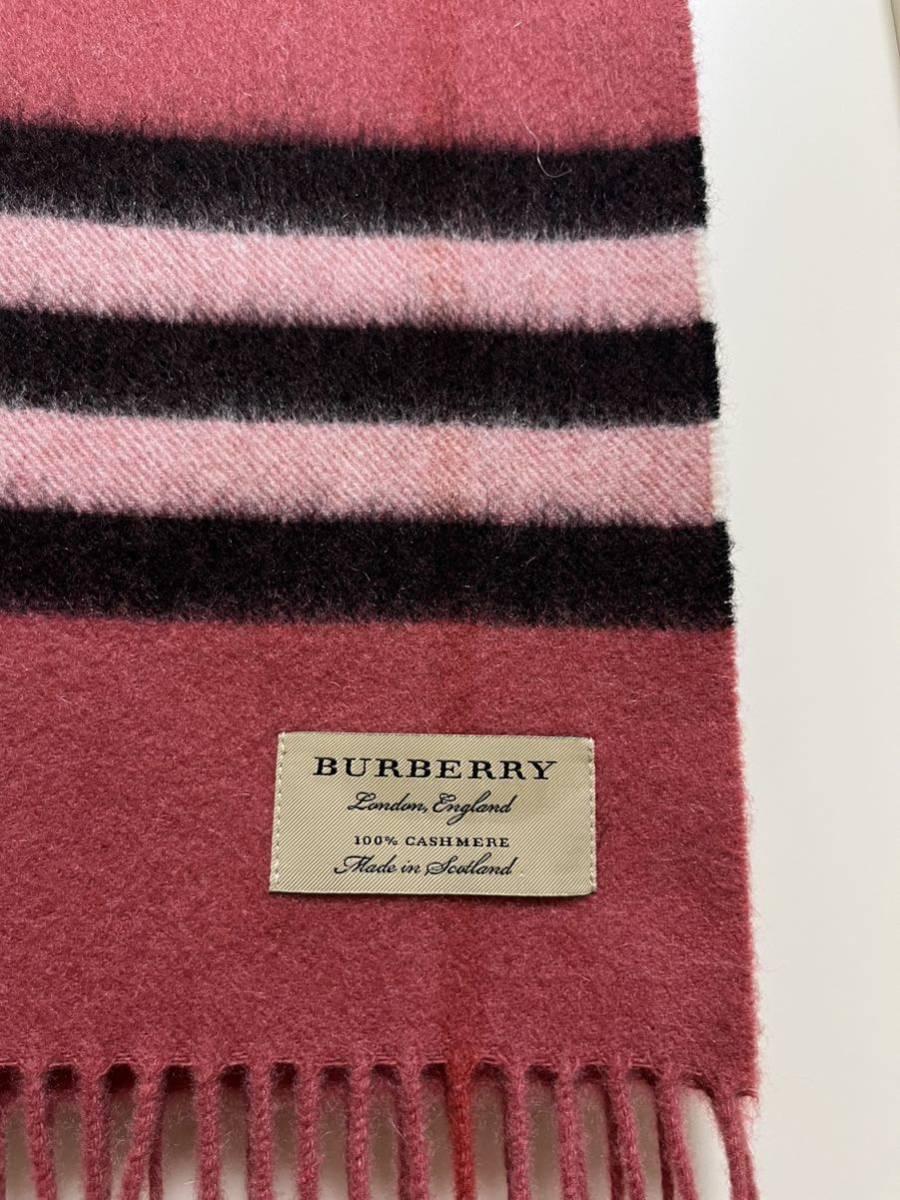 BURBERRY
London, England
100% CASHMERE
Made in Scotland